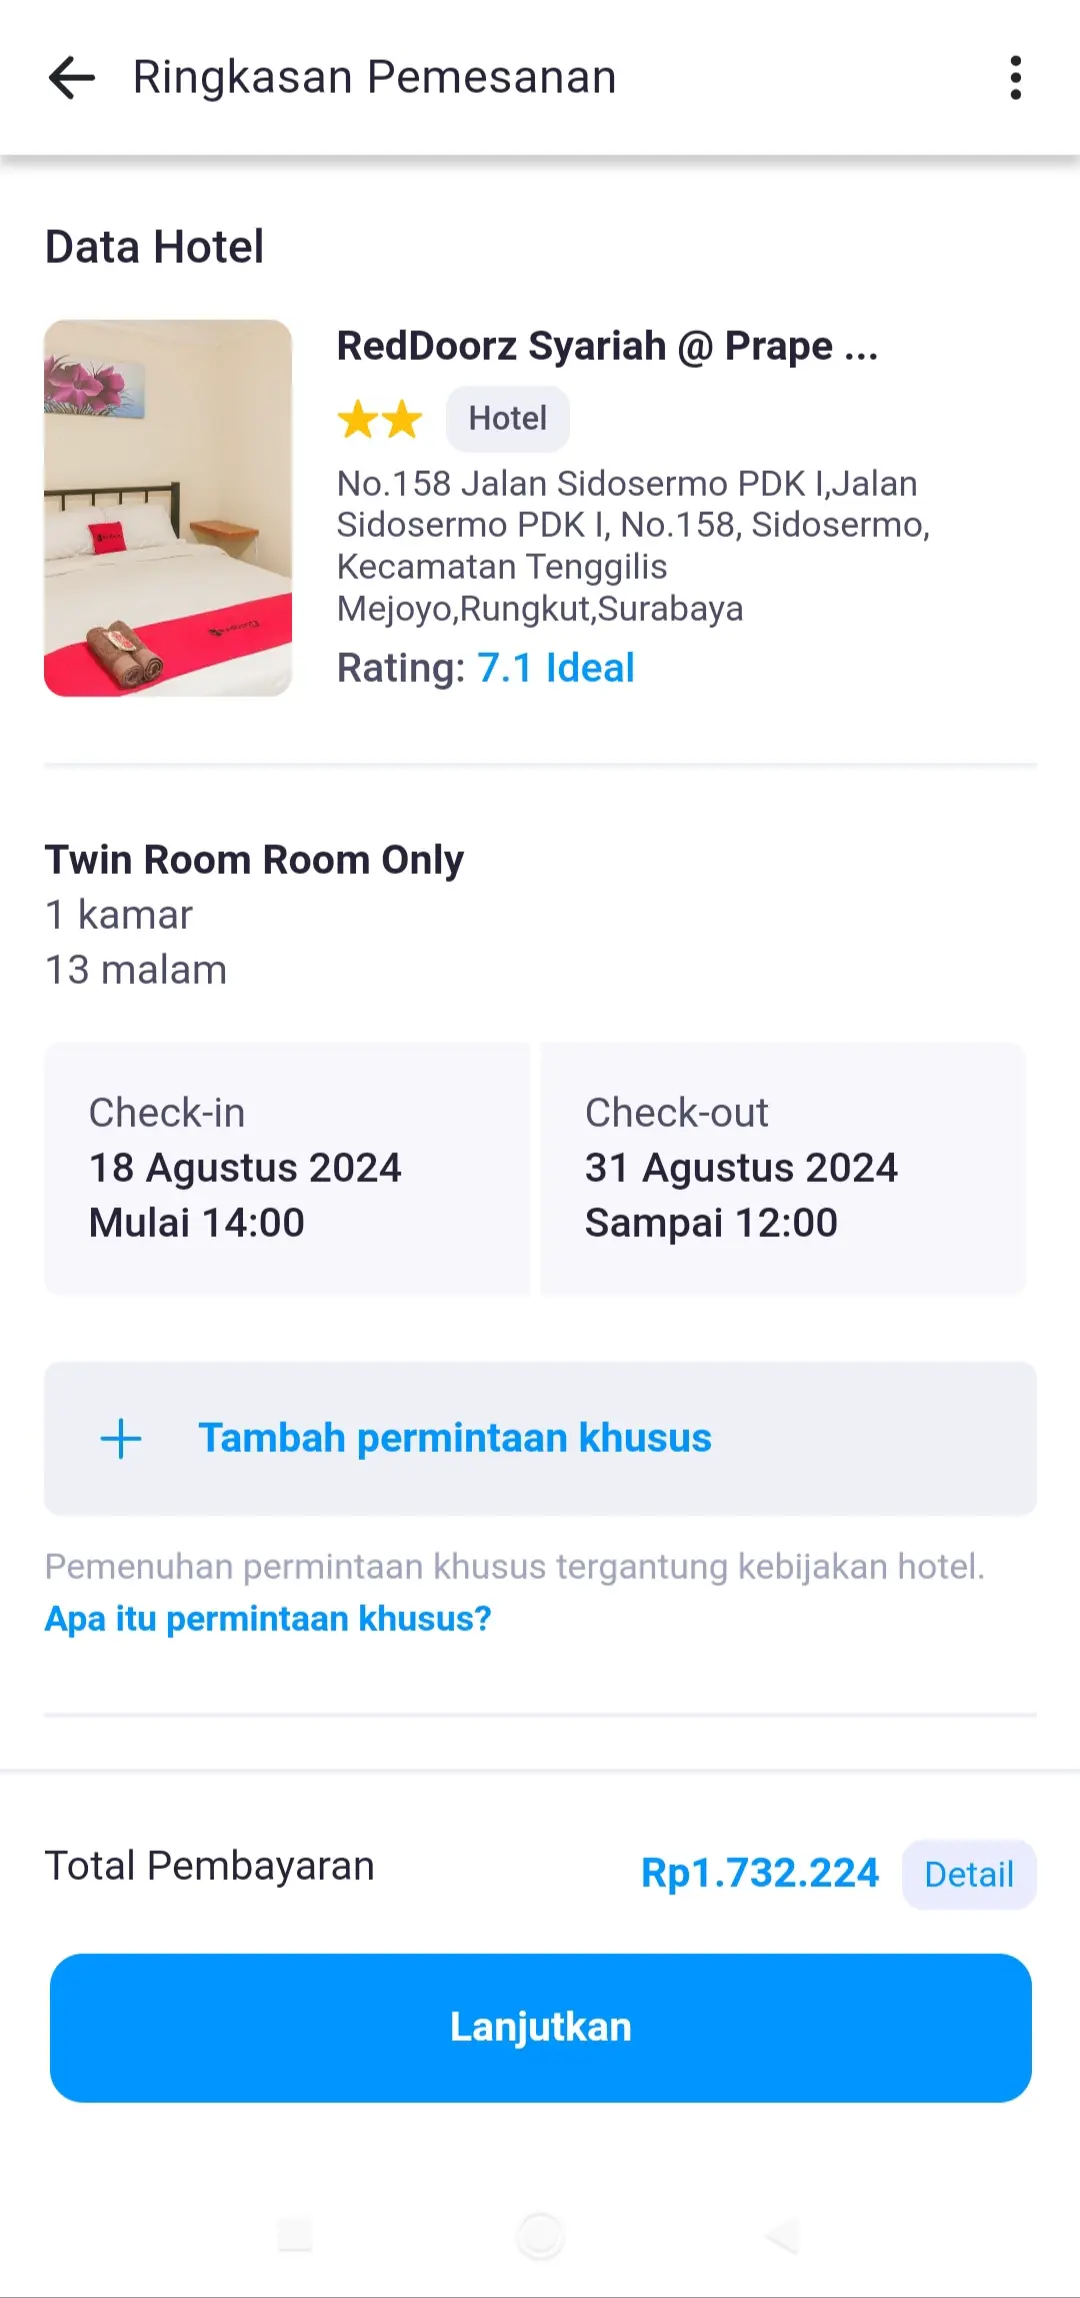 Ringkasan Pemesanan
Data Hotel
RedDoorz Syariah @ Prape ...
Hotel
No.158 Jalan Sidosermo PDK I,Jalan
Sidosermo PDK I, No.158, Sidosermo,
Kecamatan Tenggilis
Mejoyo,Rungkut,Surabaya
Rating: 7.1 Ideal
Twin Room Room Only
1 kamar
13 malam
Check-in
18 Agustus 2024
Mulai 14:00
Check-out
31 Agustus 2024
Sampai 12:00
Tambah permintaan khusus
Pemenuhan permintaan khusus tergantung kebijakan hotel.
Apa itu permintaan khusus?
Total Pembayaran
Rp1.732.224
Detail
Lanjutkan